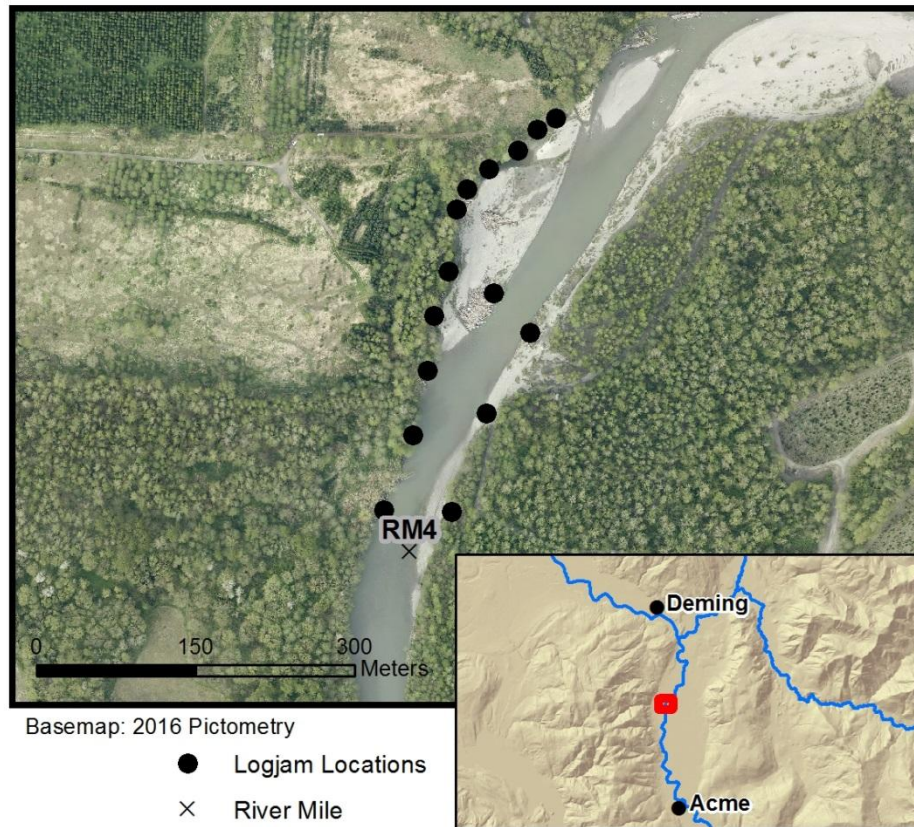 RM4
0 150 300
Meters
Deming
Acme
Basemap: 2016 Pictometry
Logjam Locations
River Mile